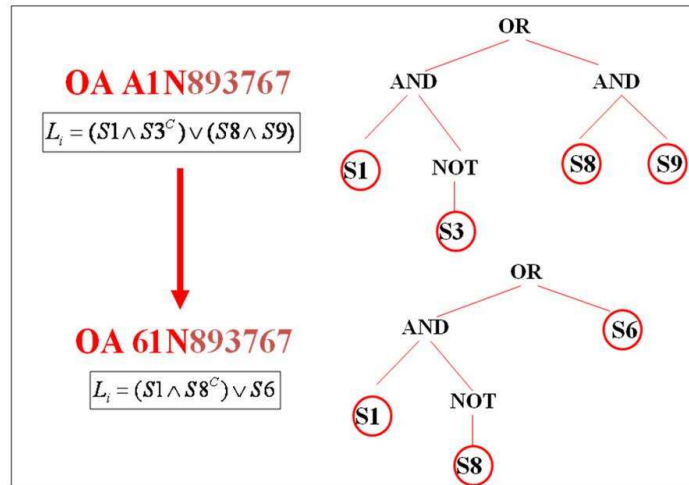 OA A1N893767
L_i = (S1 ∧ S3^C) ∨ (S8 ∧ S9)
OA 61N893767
L_i = (S1 ∧ S8^C) ∨ S6
OR
AND AND
S1 NOT S8 S9
S3
OR
AND S6
S1 NOT
S8